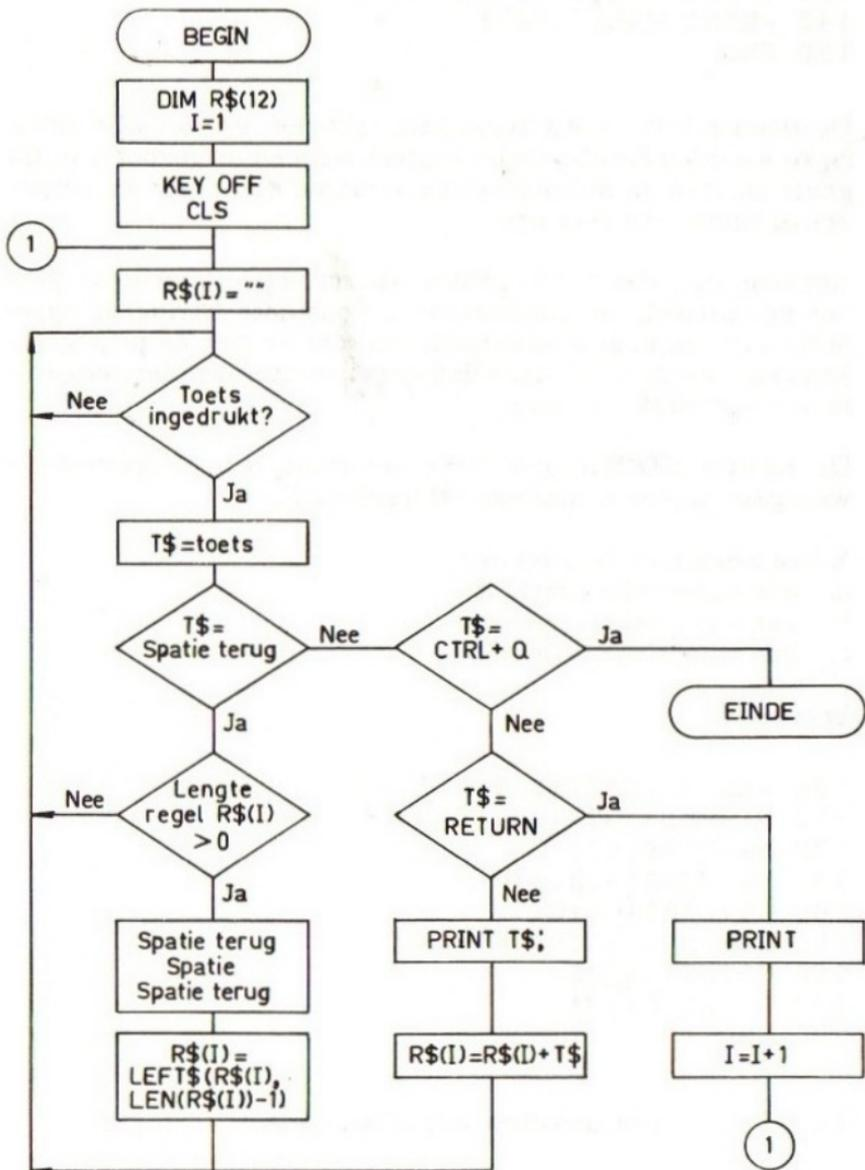 BEGIN
DIM R$(12)
I=1
KEY OFF
CLS
1
R$(I)=""
Toets
ingedrukt?
Nee
Ja
T$=toets
T$=
Spatie terug
Nee
T$=
CTRL+ Q
Ja
EINDE
Ja
Nee
Lengte
regel R$(I)
>0
Nee
T$=
RETURN
Ja
Ja
Nee
Spatie terug
Spatie
Spatie terug
PRINT T$;
PRINT
R$(I)=
LEFT$(R$(I),
LEN(R$(I))-1)
R$(I)=R$(I)+T$
I=I+1
1